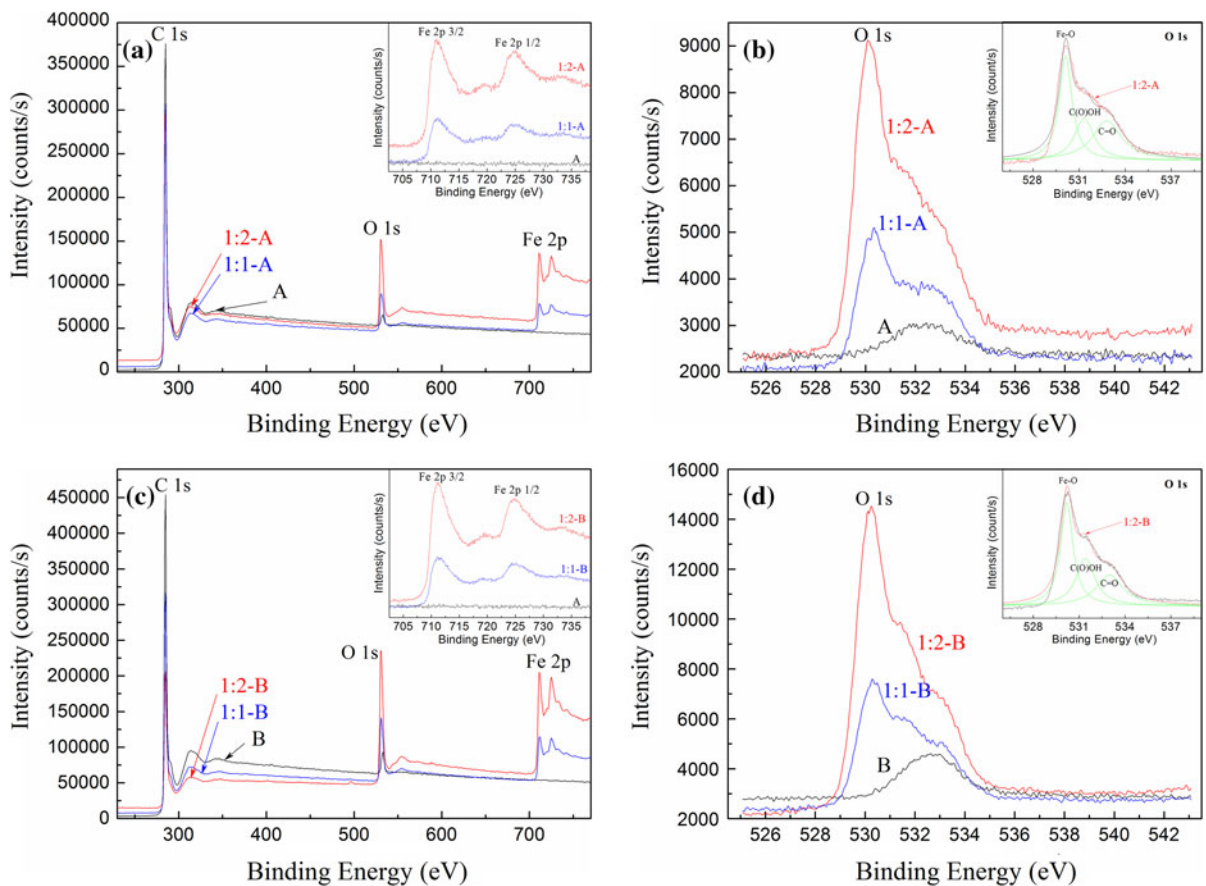 (a)
C 1s
1:2-A
1:1-A
A
O 1s
Fe 2p
400000
350000
300000
250000
200000
150000
100000
50000
0
Intensity (counts/s)
300 400 500 600 700
Binding Energy (eV)
Fe 2p 3/2
Fe 2p 1/2
1:2-A
1:1-A
A
Intensity (counts/s)
705 710 715 720 725 730 735
Binding Energy (eV)
(b)
O 1s
1:2-A
1:1-A
A
9000
8000
7000
6000
5000
4000
3000
2000
Intensity (counts/s)
526 528 530 532 534 536 538 540 542
Binding Energy (eV)
Fe-O
O 1s
1:2-A
C(O)OH
C=O
Intensity (counts/s)
528 531 534 537
Binding Energy (eV)
(c)
C 1s
1:2-B
1:1-B
B
O 1s
Fe 2p
450000
400000
350000
300000
250000
200000
150000
100000
50000
0
Intensity (counts/s)
300 400 500 600 700
Binding Energy (eV)
Fe 2p 3/2
Fe 2p 1/2
1:2-B
1:1-B
A
Intensity (counts/s)
705 710 715 720 725 730 735
Binding Energy (eV)
(d)
O 1s
1:2-B
1:1-B
B
16000
14000
12000
10000
8000
6000
4000
2000
Intensity (counts/s)
526 528 530 532 534 536 538 540 542
Binding Energy (eV)
Fe-O
O 1s
1:2-B
C(O)OH
C=O
Intensity (counts/s)
528 531 534 537
Binding Energy (eV)